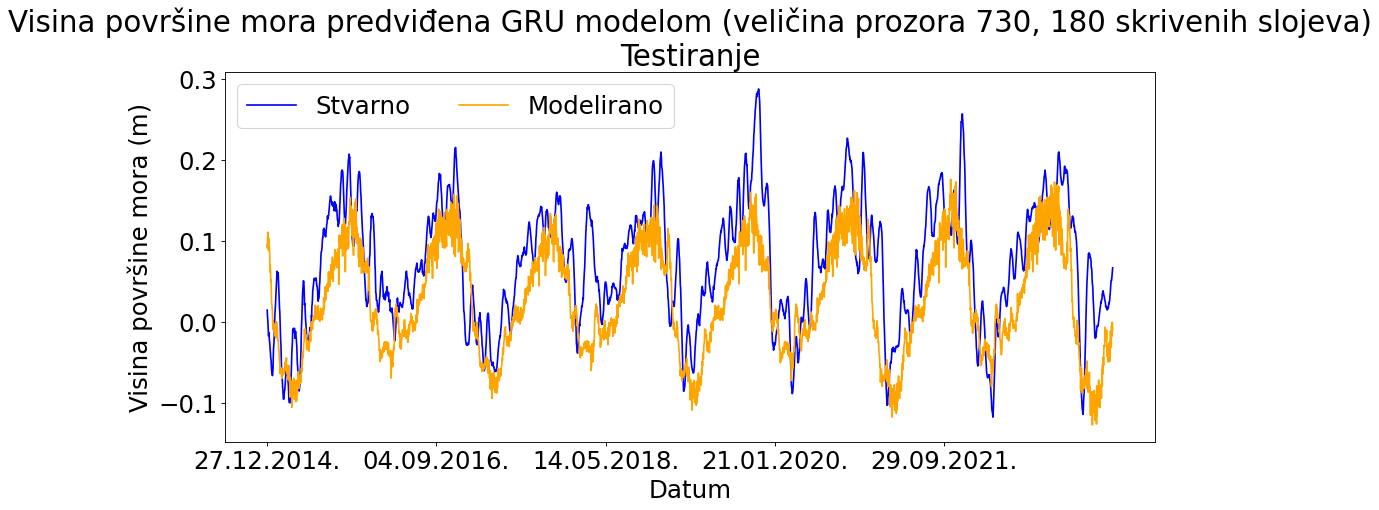 Visina površine mora predviđena GRU modelom (veličina prozora 730, 180 skrivenih slojeva)
Testiranje
Stvarno
Modelirano
Visina površine mora (m)
0.3
0.2
0.1
0.0
−0.1
27.12.2014.
04.09.2016.
14.05.2018.
21.01.2020.
29.09.2021.
Datum